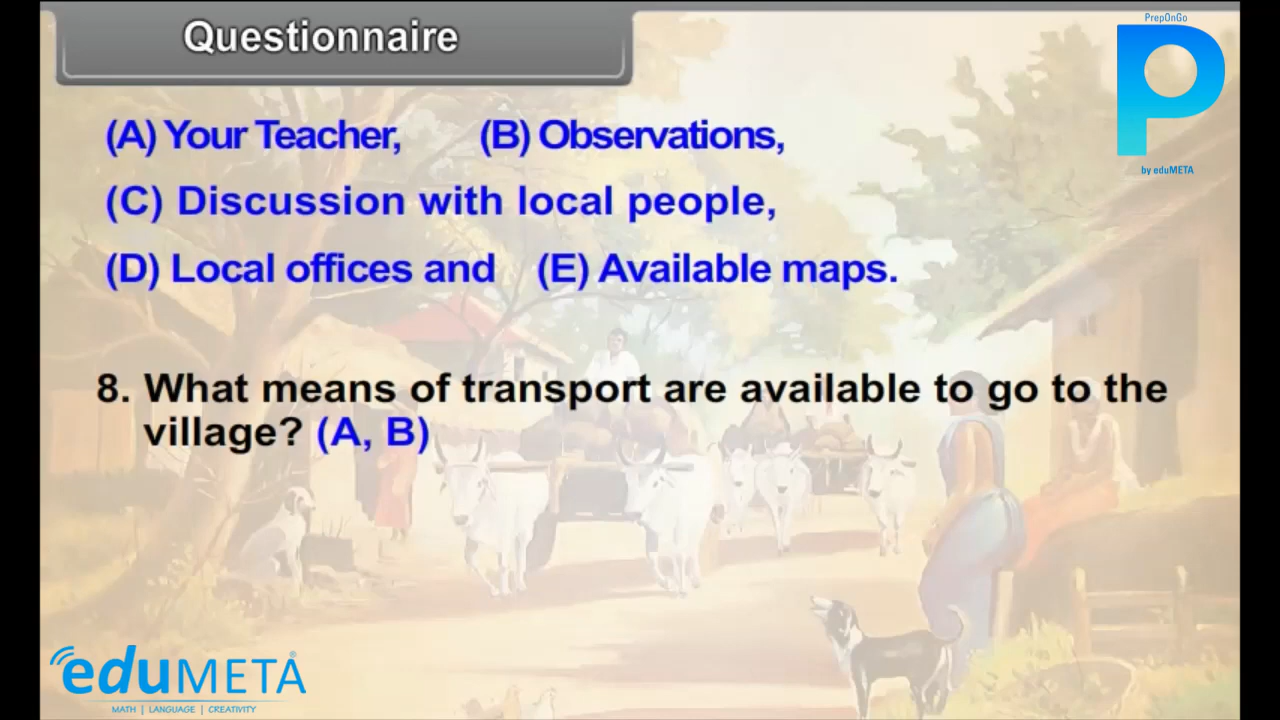 Questionnaire
PrepOnGo
P
by eduMETA
(A) Your Teacher, (B) Observations,
(C) Discussion with local people,
(D) Local offices and (E) Available maps.
8. What means of transport are available to go to the
village? (A, B)
eduMETA®
MATH | LANGUAGE | CREATIVITY